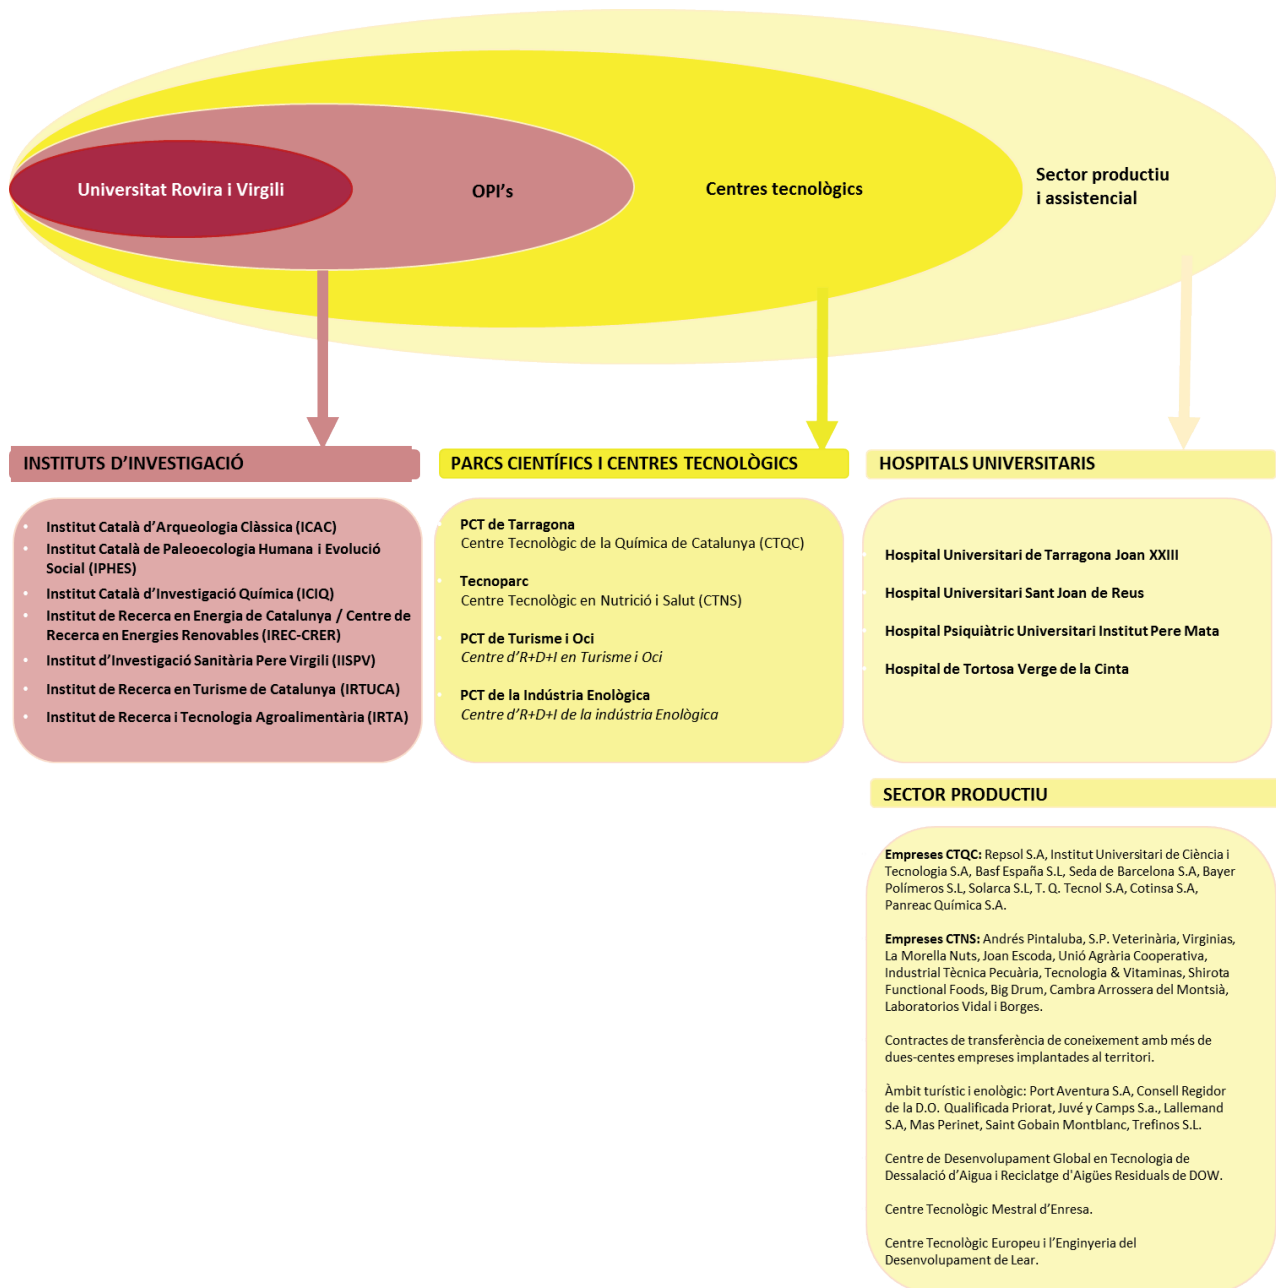 Universitat Rovira i Virgili
OPI's
Centres tecnològics
Sector productiu
i assistencial
INSTITUTS D'INVESTIGACIÓ
• Institut Català d'Arqueologia Clàssica (ICAC)
• Institut Català de Paleoecologia Humana i Evolució
Social (IPHES)
• Institut Català d'Investigació Química (ICIQ)
• Institut de Recerca en Energia de Catalunya / Centre de
Recerca en Energies Renovables (IREC-CRER)
• Institut d'Investigació Sanitària Pere Virgili (IISPV)
• Institut de Recerca en Turisme de Catalunya (IRTUCA)
• Institut de Recerca i Tecnologia Agroalimentària (IRTA)
PARCS CIENTÍFICS I CENTRES TECNOLÒGICS
• PCT de Tarragona
Centre Tecnològic de la Química de Catalunya (CTQC)
• Tecnoparc
Centre Tecnològic en Nutrició i Salut (CTNS)
• PCT de Turisme i Oci
Centre d'R+D+I en Turisme i Oci
• PCT de la Indústria Enològica
Centre d'R+D+I de la indústria Enològica
HOSPITALS UNIVERSITARIS
• Hospital Universitari de Tarragona Joan XXIII
• Hospital Universitari Sant Joan de Reus
• Hospital Psiquiàtric Universitari Institut Pere Mata
• Hospital de Tortosa Verge de la Cinta
SECTOR PRODUCTIU
Empreses CTQC: Repsol S.A, Institut Universitari de Ciència i
Tecnologia S.A, Basf España S.L, Seda de Barcelona S.A, Bayer
Polímeros S.L, Solarca S.L, T. Q. Tecnol S.A, Cotinsa S.A,
Panreac Química S.A.
Empreses CTNS: Andrés Pintaluba, S.P. Veterinària, Virginias,
La Morella Nuts, Joan Escoda, Unió Agrària Cooperativa,
Industrial Tècnica Pecuària, Tecnologia & Vitaminas, Shirota
Functional Foods, Big Drum, Cambra Arrossera del Montsià,
Laboratorios Vidal i Borges.
Contractes de transferència de coneixement amb més de
dues-centes empreses implantades al territori.
Àmbit turístic i enològic: Port Aventura S.A, Consell Regidor
de la D.O. Qualificada Priorat, Juvé y Camps S.a., Lallemand
S.A, Mas Perinet, Saint Gobain Montblanc, Trefinos S.L.
Centre de Desenvolupament Global en Tecnologia de
Dessalació d'Aigua i Reciclatge d'Aigües Residuals de DOW.
Centre Tecnològic Mestral d'Enresa.
Centre Tecnològic Europeu i l'Enginyeria del
Desenvolupament de Lear.